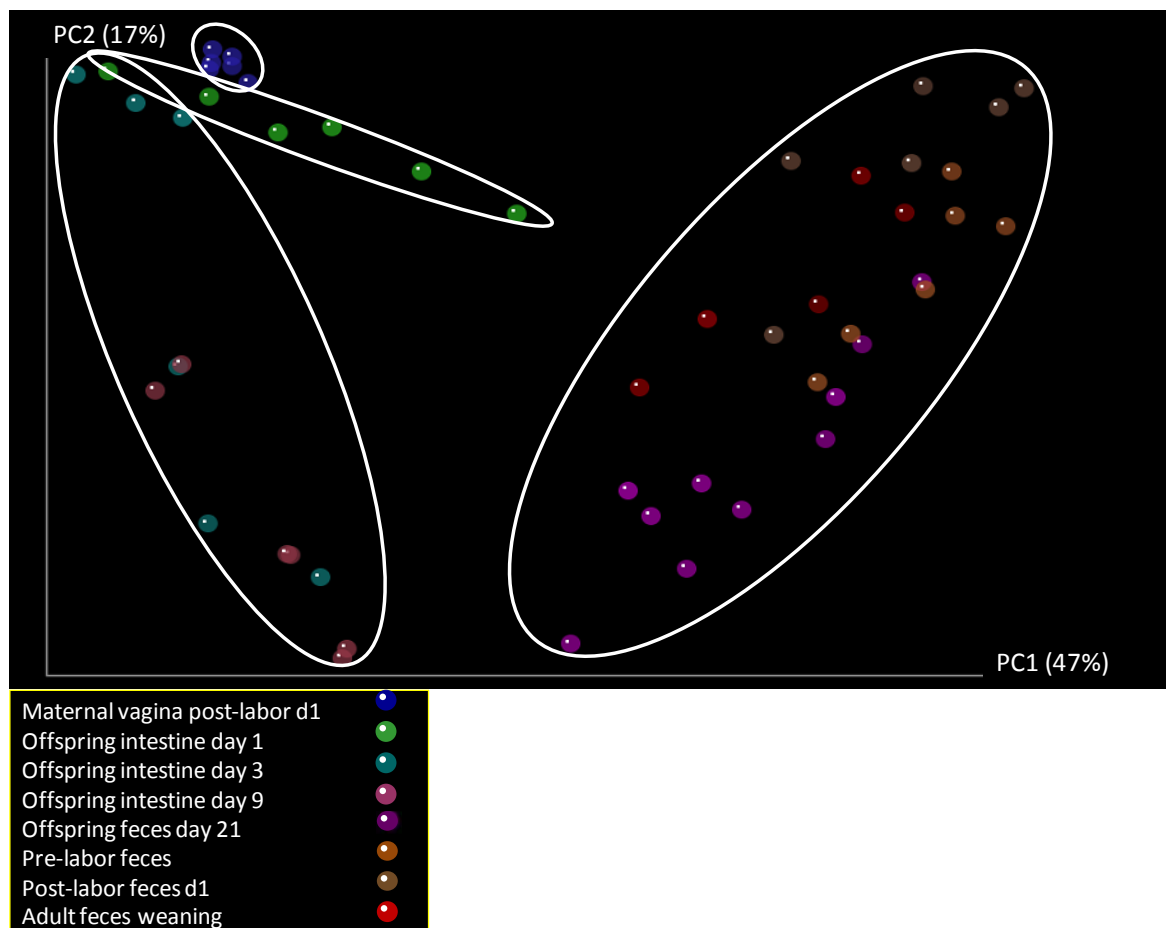 PC2 (17%)
PC1 (47%)
Maternal vagina post-labor d1
Offspring intestine day 1
Offspring intestine day 3
Offspring intestine day 9
Offspring feces day 21
Pre-labor feces
Post-labor feces d1
Adult feces weaning